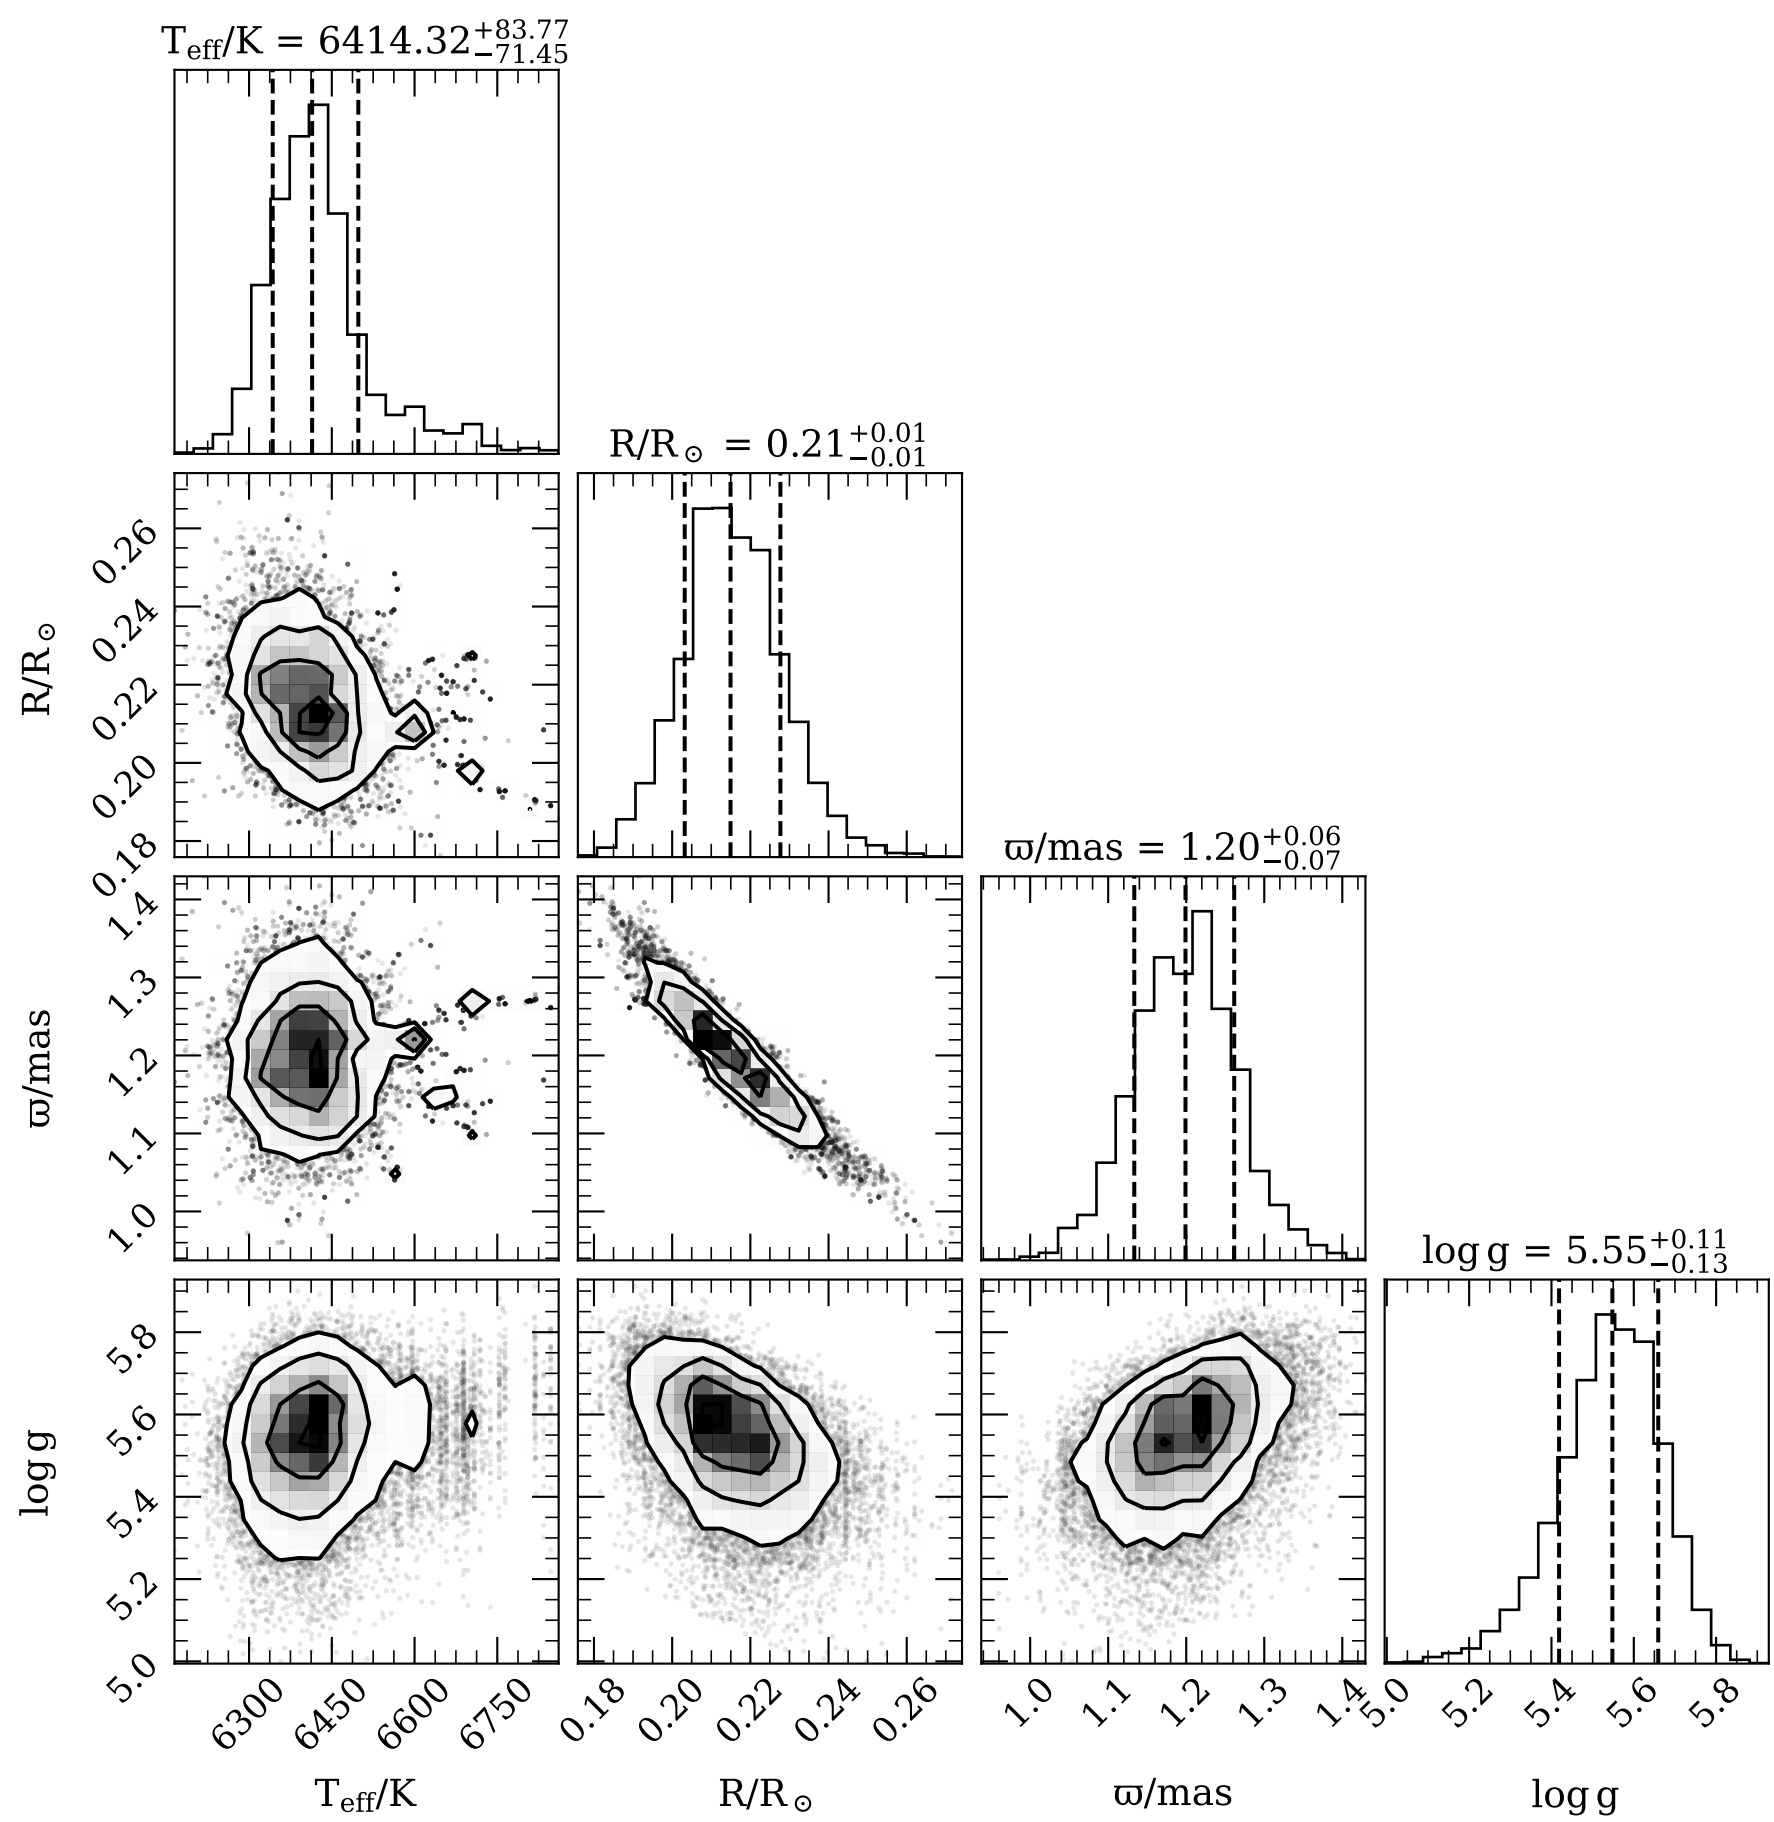 T_eff/K = 6414.32 +83.77 −71.45
R/R⊙ = 0.21 +0.01 −0.01
0.26
0.24
0.22
0.20
0.18
R/R⊙
ϖ/mas = 1.20 +0.06 −0.07
1.4
1.3
1.2
1.1
1.0
ϖ/mas
log g = 5.55 +0.11 −0.13
5.8
5.6
5.4
5.2
5.0
log g
6300 6450 6600 6750 0.18 0.20 0.22 0.24 0.26 1.0 1.1 1.2 1.3 1.4 5.0 5.2 5.4 5.6 5.8
T_eff/K R/R⊙ ϖ/mas log g